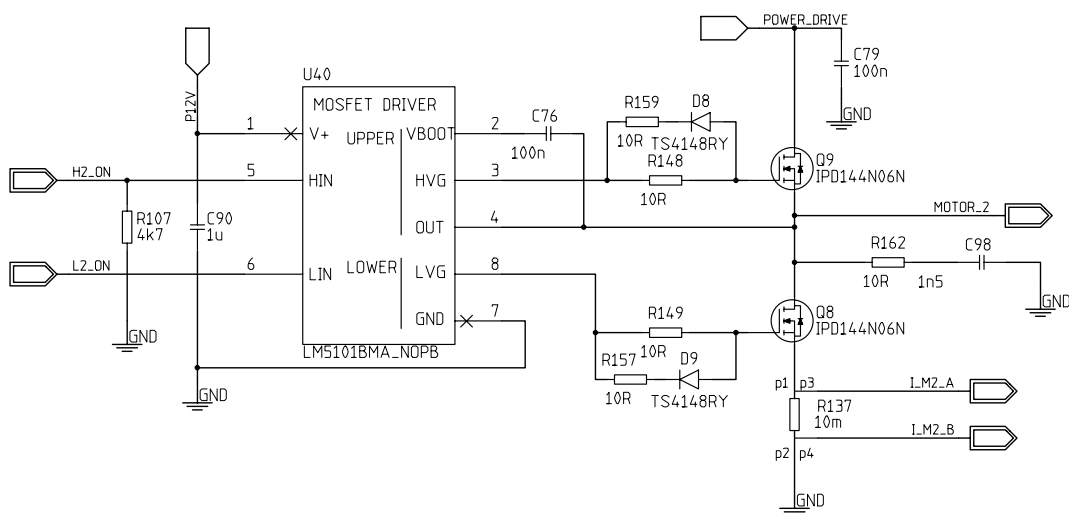 POWER_DRIVE
C79
100n
GND
U40
MOSFET DRIVER
P12V
1
V+
UPPER
VBOOT
2
C76
100n
R159
D8
10R
TS4148RY
R148
10R
Q9
IPD144N06N
H2_ON
5
HIN
HVG
3
R107
4k7
C90
1u
OUT
4
MOTOR_2
L2_ON
6
LIN
LOWER
LVG
8
R162
C98
10R
1n5
GND
GND
7
GND
LM5101BMA_NOPB
R149
10R
Q8
IPD144N06N
R157
D9
10R
TS4148RY
GND
p1
p3
I_M2_A
R137
10m
I_M2_B
p2
p4
GND